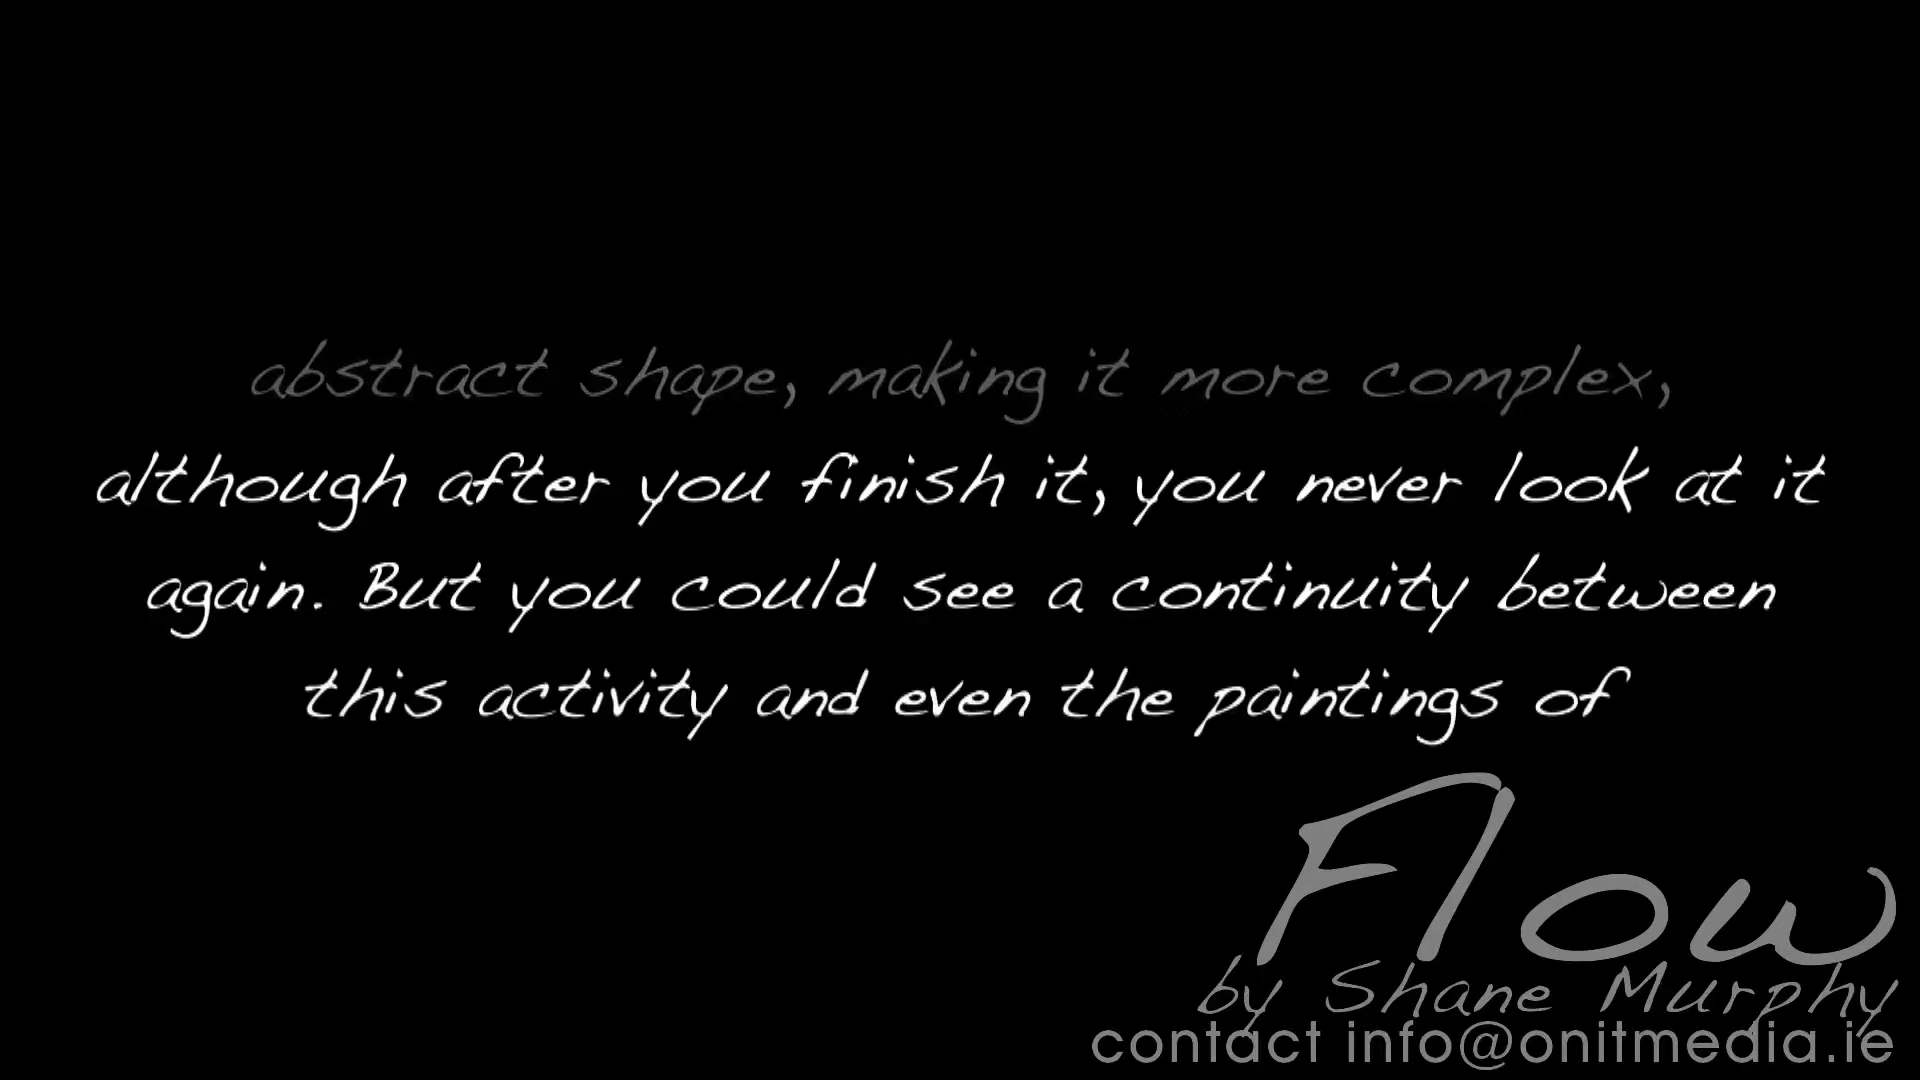 abstract shape, making it more complex,
although after you finish it, you never look at it
again. But you could see a continuity between
this activity and even the paintings of
Flow
by Shane Murphy
contact info@onitmedia.ie